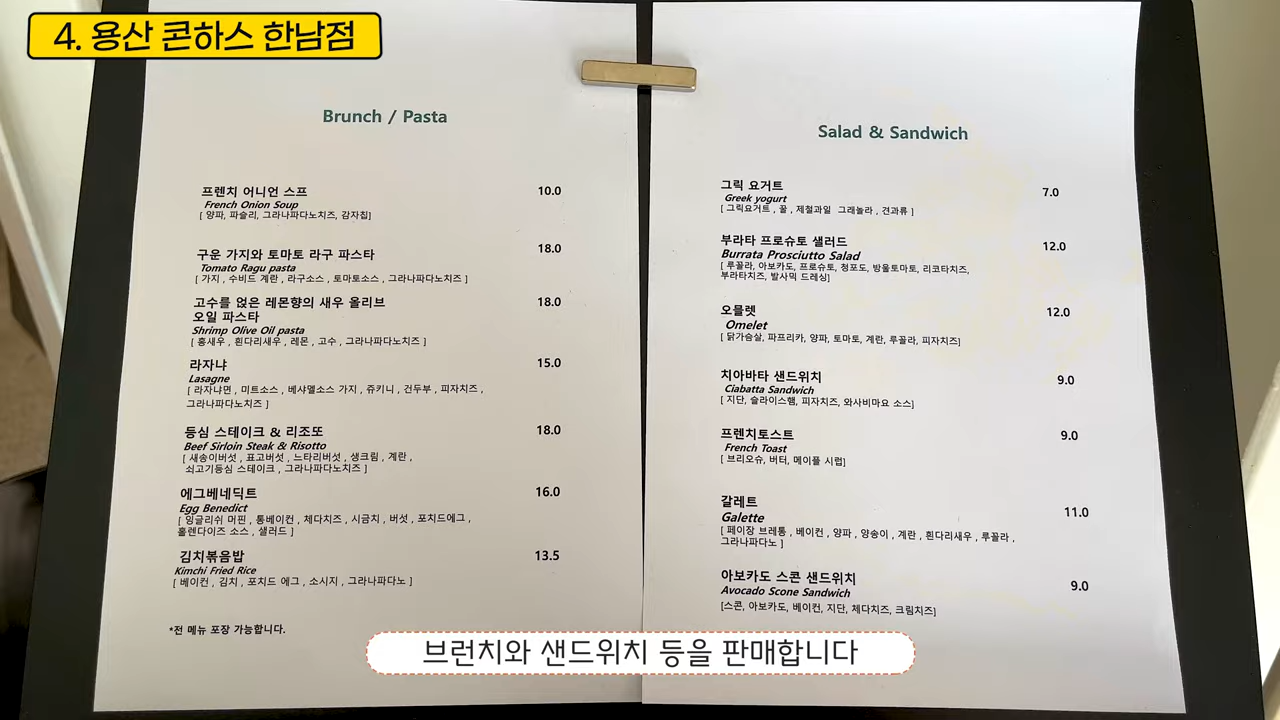 4. 용산 콘하스 한남점
Brunch / Pasta
프렌치 어니언 스프 10.0
French Onion Soup
[ 양파, 파슬리, 그라나파다노치즈, 감자칩]
구운 가지와 토마토 라구 파스타 18.0
Tomato Ragu pasta
[ 가지 , 수비드 계란 , 라구소스 , 토마토소스 , 그라나파다노치즈 ]
고수를 얹은 레몬향의 새우 올리브 18.0
오일 파스타
Shrimp Olive Oil pasta
[ 홍새우 , 흰다리새우 , 레몬 , 고수 , 그라나파다노치즈 ]
라자냐 15.0
Lasagne
[ 라자냐면 , 미트소스 , 베샤멜소스 가지 , 쥬키니 , 건두부 , 피자치즈 ,
그라나파다노치즈 ]
등심 스테이크 & 리조또 18.0
Beef Sirloin Steak & Risotto
[ 새송이버섯 , 표고버섯 , 느타리버섯 , 생크림 , 계란 ,
쇠고기등심 스테이크 , 그라나파다노치즈 ]
에그베네딕트 16.0
Egg Benedict
[ 잉글리쉬 머핀 , 통베이컨 , 체다치즈 , 시금치 , 버섯 , 포치드에그 ,
홀렌다이즈 소스 , 샐러드 ]
김치볶음밥 13.5
Kimchi Fried Rice
[ 베이컨 , 김치 , 포치드 에그 , 소시지 , 그라나파다노 ]
*전 메뉴 포장 가능합니다.
Salad & Sandwich
그릭 요거트 7.0
Greek yogurt
[ 그릭요거트 , 꿀 , 제철과일 그래놀라 , 견과류 ]
부라타 프로슈토 샐러드 12.0
Burrata Prosciutto Salad
[ 루꼴라, 아보카도, 프로슈토, 청포도, 방울토마토, 리코타치즈,
부라타치즈, 발사믹 드레싱]
오믈렛 12.0
Omelet
[ 닭가슴살, 파프리카, 양파, 토마토, 계란, 루꼴라, 피자치즈]
치아바타 샌드위치 9.0
Ciabatta Sandwich
[ 지단, 슬라이스햄, 피자치즈, 와사비마요 소스]
프렌치토스트 9.0
French Toast
[ 브리오슈, 버터, 메이플 시럽]
갈레트 11.0
Galette
[ 페이장 브레통 , 베이컨 , 양파 , 양송이 , 계란 , 흰다리새우 , 루꼴라 ,
그라나파다노 ]
아보카도 스콘 샌드위치 9.0
Avocado Scone Sandwich
[스콘, 아보카도, 베이컨, 지단, 체다치즈, 크림치즈]
브런치와 샌드위치 등을 판매합니다